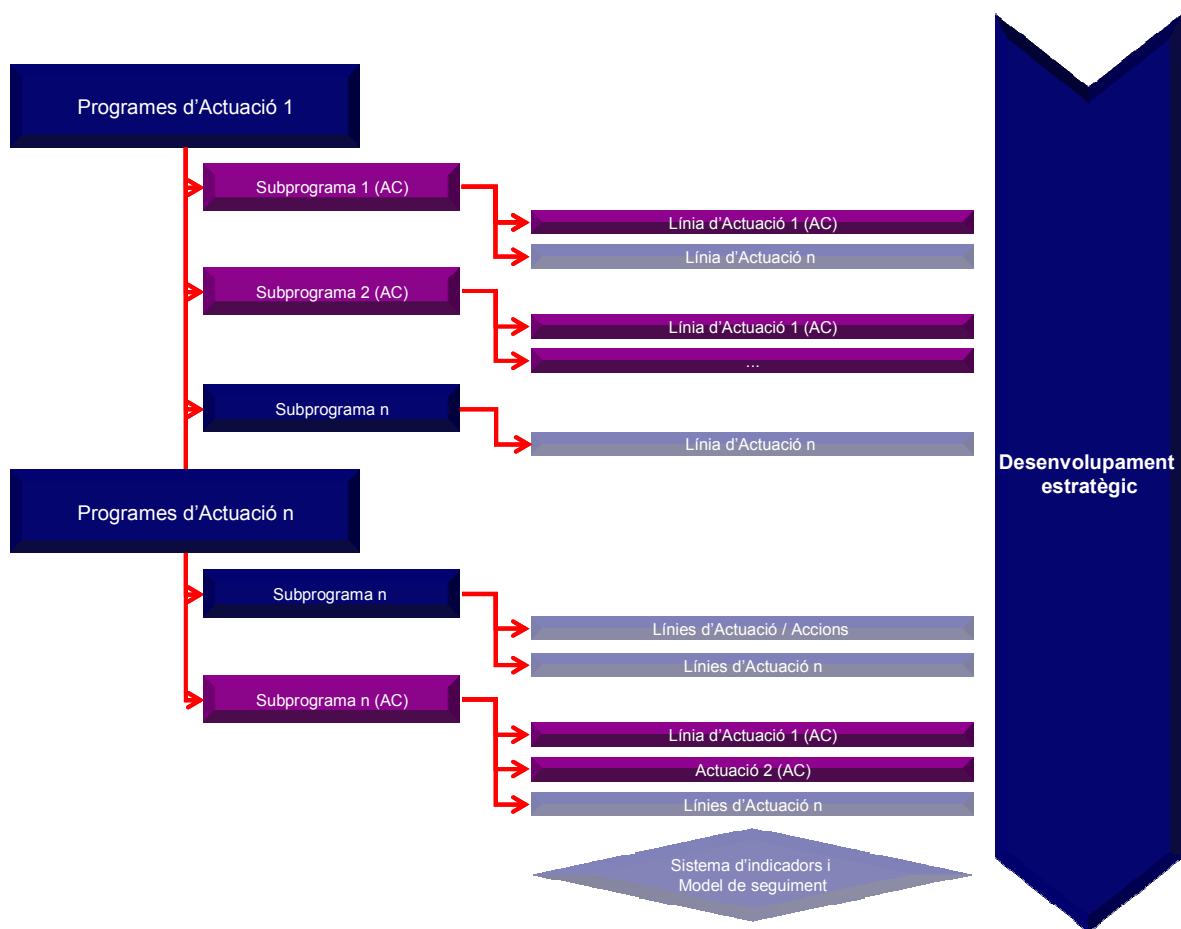 Programes d’Actuació 1
Subprograma 1 (AC)
Línia d’Actuació 1 (AC)
Línia d’Actuació n
Subprograma 2 (AC)
Línia d’Actuació 1 (AC)
...
Subprograma n
Línia d’Actuació n
Programes d’Actuació n
Subprograma n
Línies d’Actuació / Accions
Línies d’Actuació n
Subprograma n (AC)
Línia d’Actuació 1 (AC)
Actuació 2 (AC)
Línies d’Actuació n
Sistema d’indicadors i
Model de seguiment
Desenvolupament
estratègic